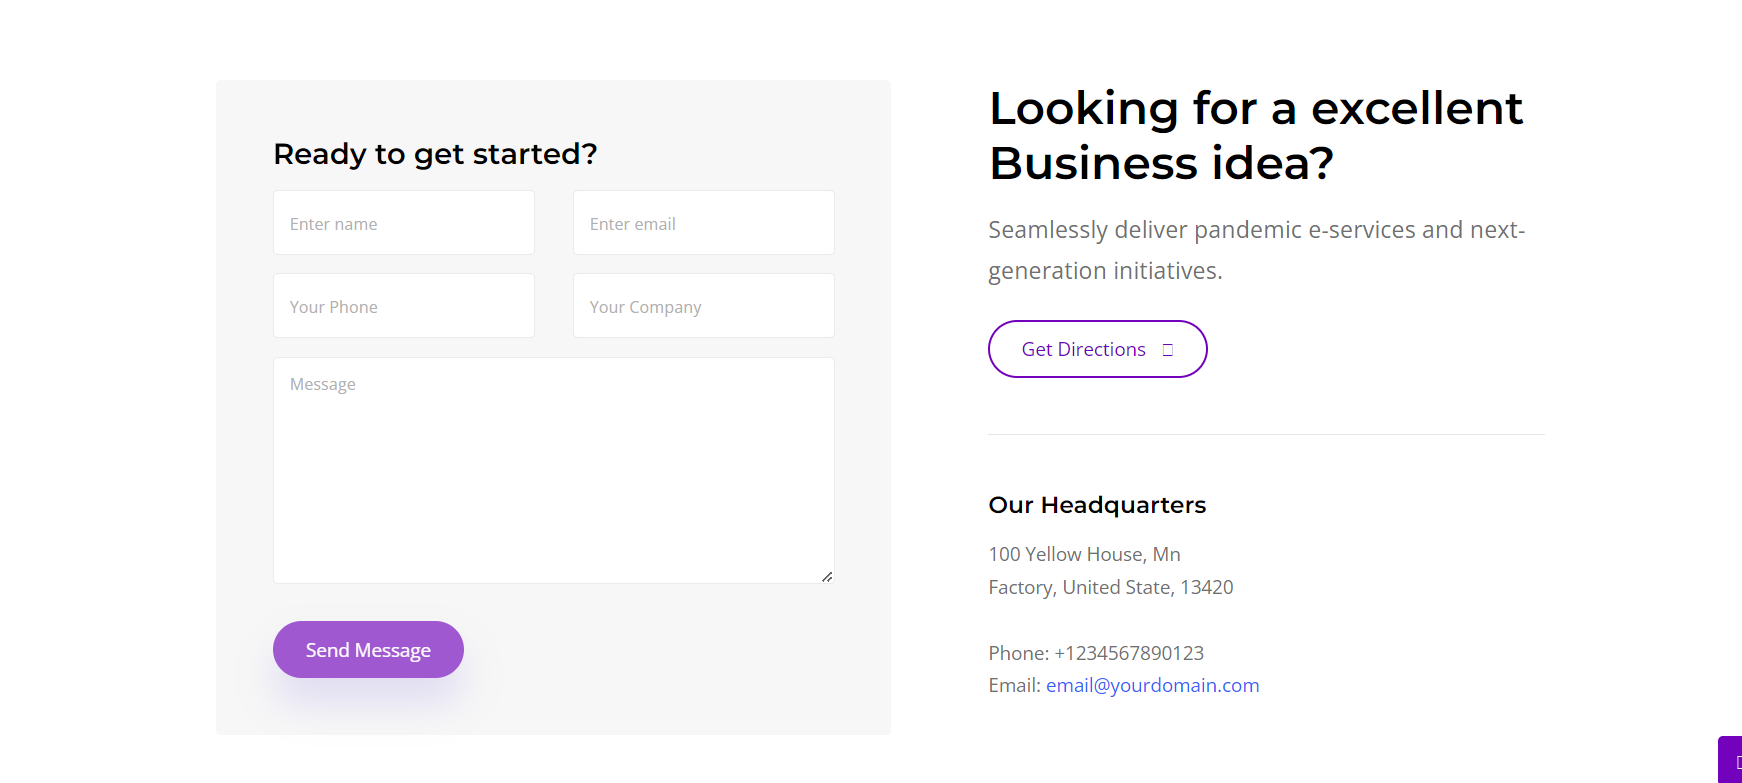 Ready to get started?
Enter name
Enter email
Your Phone
Your Company
Message
Send Message
Looking for a excellent
Business idea?
Seamlessly deliver pandemic e-services and next-
generation initiatives.
Get Directions
Our Headquarters
100 Yellow House, Mn
Factory, United State, 13420
Phone: +1234567890123
Email: email@yourdomain.com